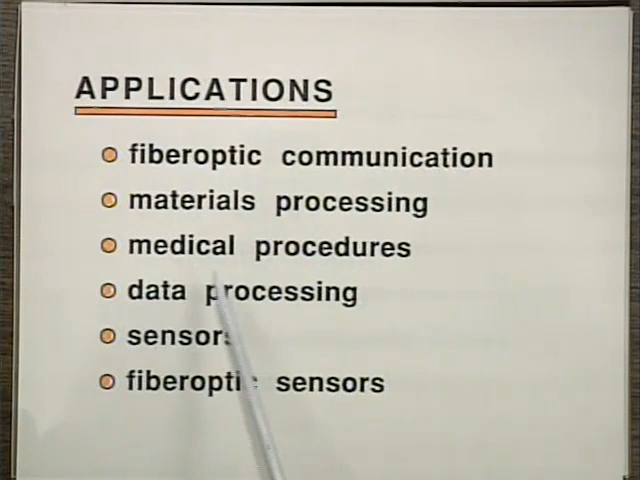 APPLICATIONS
fiberoptic communication
materials processing
medical procedures
data processing
sensors
fiberoptic sensors